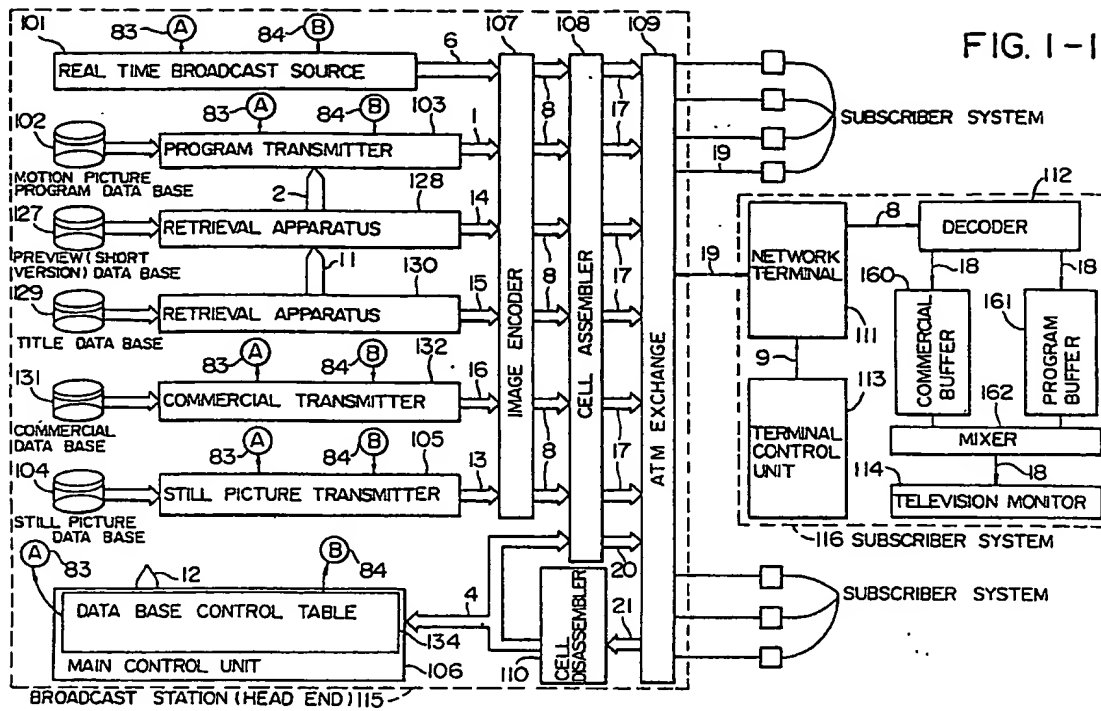 FIG. 1-1
101
83
A
84
B
6
107
108
109
REAL TIME BROADCAST SOURCE
8
17
102
83
A
84
B
103
1
PROGRAM TRANSMITTER
8
17
19
MOTION PICTURE
PROGRAM DATA BASE
SUBSCRIBER SYSTEM
2
128
127
14
RETRIEVAL APPARATUS
8
17
PREVIEW (SHORT
VERSION) DATA BASE
11
130
129
15
RETRIEVAL APPARATUS
8
17
TITLE DATA BASE
IMAGE ENCODER
CELL ASSEMBLER
ATM EXCHANGE
19
131
83
A
84
B
132
16
COMMERCIAL TRANSMITTER
8
17
COMMERCIAL
DATA BASE
104
83
A
84
B
105
13
STILL PICTURE TRANSMITTER
8
17
STILL PICTURE
DATA BASE
A
83
12
B
84
20
DATA BASE CONTROL TABLE
4
134
21
CELL
DISASSEMBLER
110
MAIN CONTROL UNIT
106
BROADCAST STATION (HEAD END) 115
112
8
DECODER
NETWORK
TERMINAL
111
18
18
160
161
COMMERCIAL
BUFFER
PROGRAM
BUFFER
9
113
162
TERMINAL
CONTROL
UNIT
MIXER
114
18
TELEVISION MONITOR
116 SUBSCRIBER SYSTEM
SUBSCRIBER SYSTEM